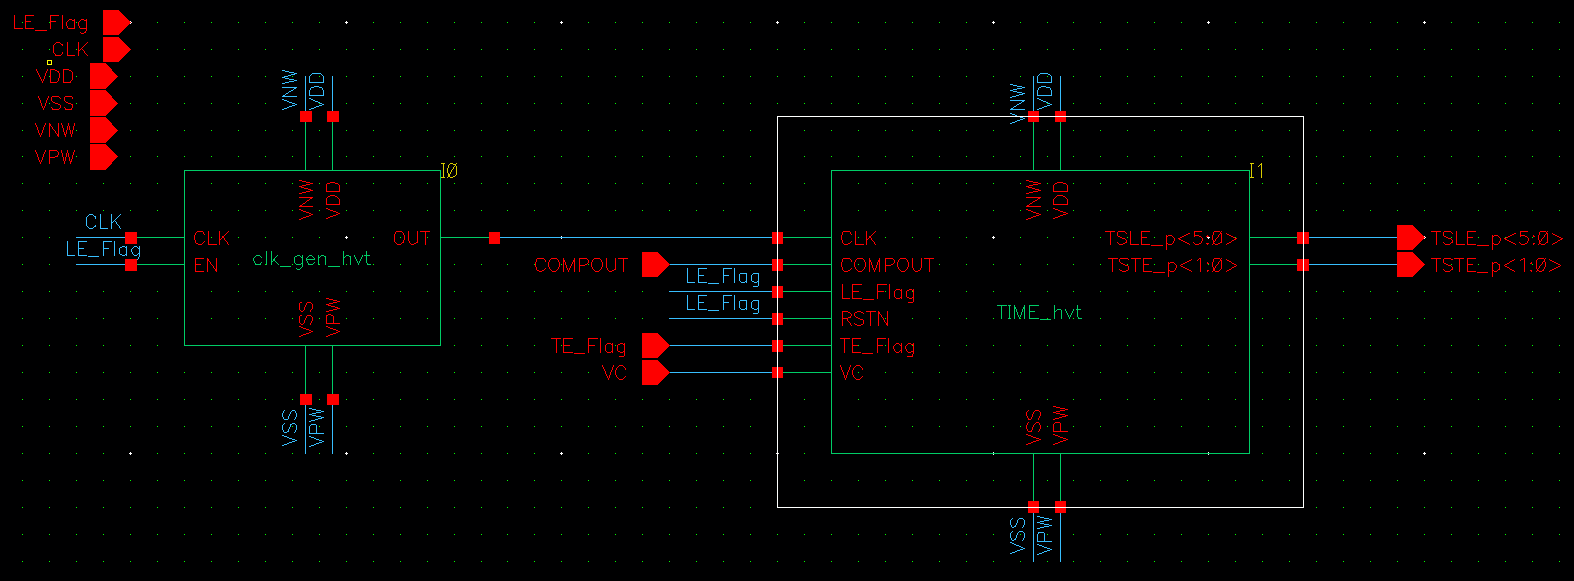 LE_Flag
CLK
VDD
VSS
VNW
VPW
VNW
VDD
I0
VNW
VDD
CLK
CLK
OUT
LE_Flag
EN
clk_gen_hvt
VSS
VPW
VSS
VPW
VNW
VDD
I1
VNW
VDD
CLK
TSLE_p<5:0>
TSLE_p<5:0>
COMPOUT
COMPOUT
TSTE_p<1:0>
TSTE_p<1:0>
LE_Flag
LE_Flag
LE_Flag
RSTN
TIME_hvt
TE_Flag
TE_Flag
VC
VC
VSS
VPW
VSS
VPW